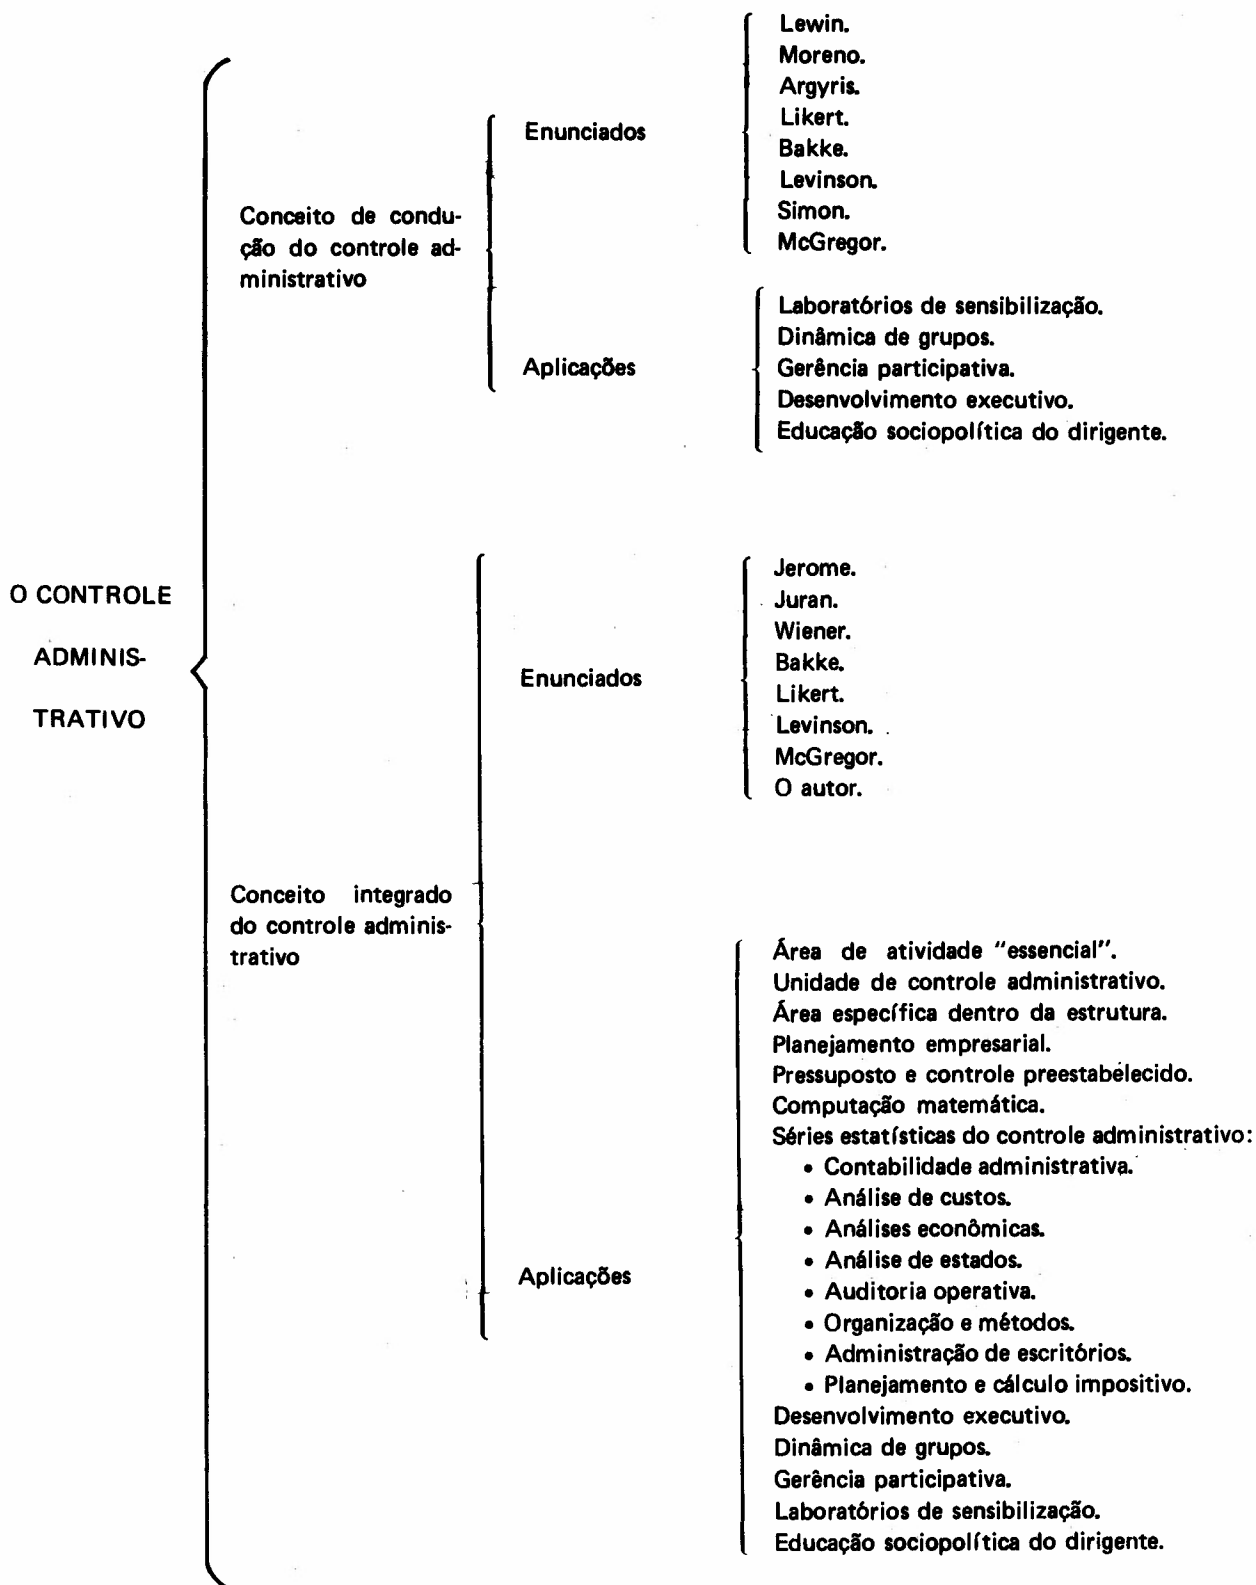 O CONTROLE
ADMINIS-
TRATIVO
Conceito de condu-
ção do controle ad-
ministrativo
Enunciados
Lewin.
Moreno.
Argyris.
Likert.
Bakke.
Levinson.
Simon.
McGregor.
Aplicações
Laboratórios de sensibilização.
Dinâmica de grupos.
Gerência participativa.
Desenvolvimento executivo.
Educação sociopolítica do dirigente.
Conceito integrado
do controle adminis-
trativo
Enunciados
Jerome.
Juran.
Wiener.
Bakke.
Likert.
Levinson.
McGregor.
O autor.
Aplicações
Área de atividade "essencial".
Unidade de controle administrativo.
Área específica dentro da estrutura.
Planejamento empresarial.
Pressuposto e controle preestabelecido.
Computação matemática.
Séries estatísticas do controle administrativo:
• Contabilidade administrativa.
• Análise de custos.
• Análises econômicas.
• Análise de estados.
• Auditoria operativa.
• Organização e métodos.
• Administração de escritórios.
• Planejamento e cálculo impositivo.
Desenvolvimento executivo.
Dinâmica de grupos.
Gerência participativa.
Laboratórios de sensibilização.
Educação sociopolítica do dirigente.